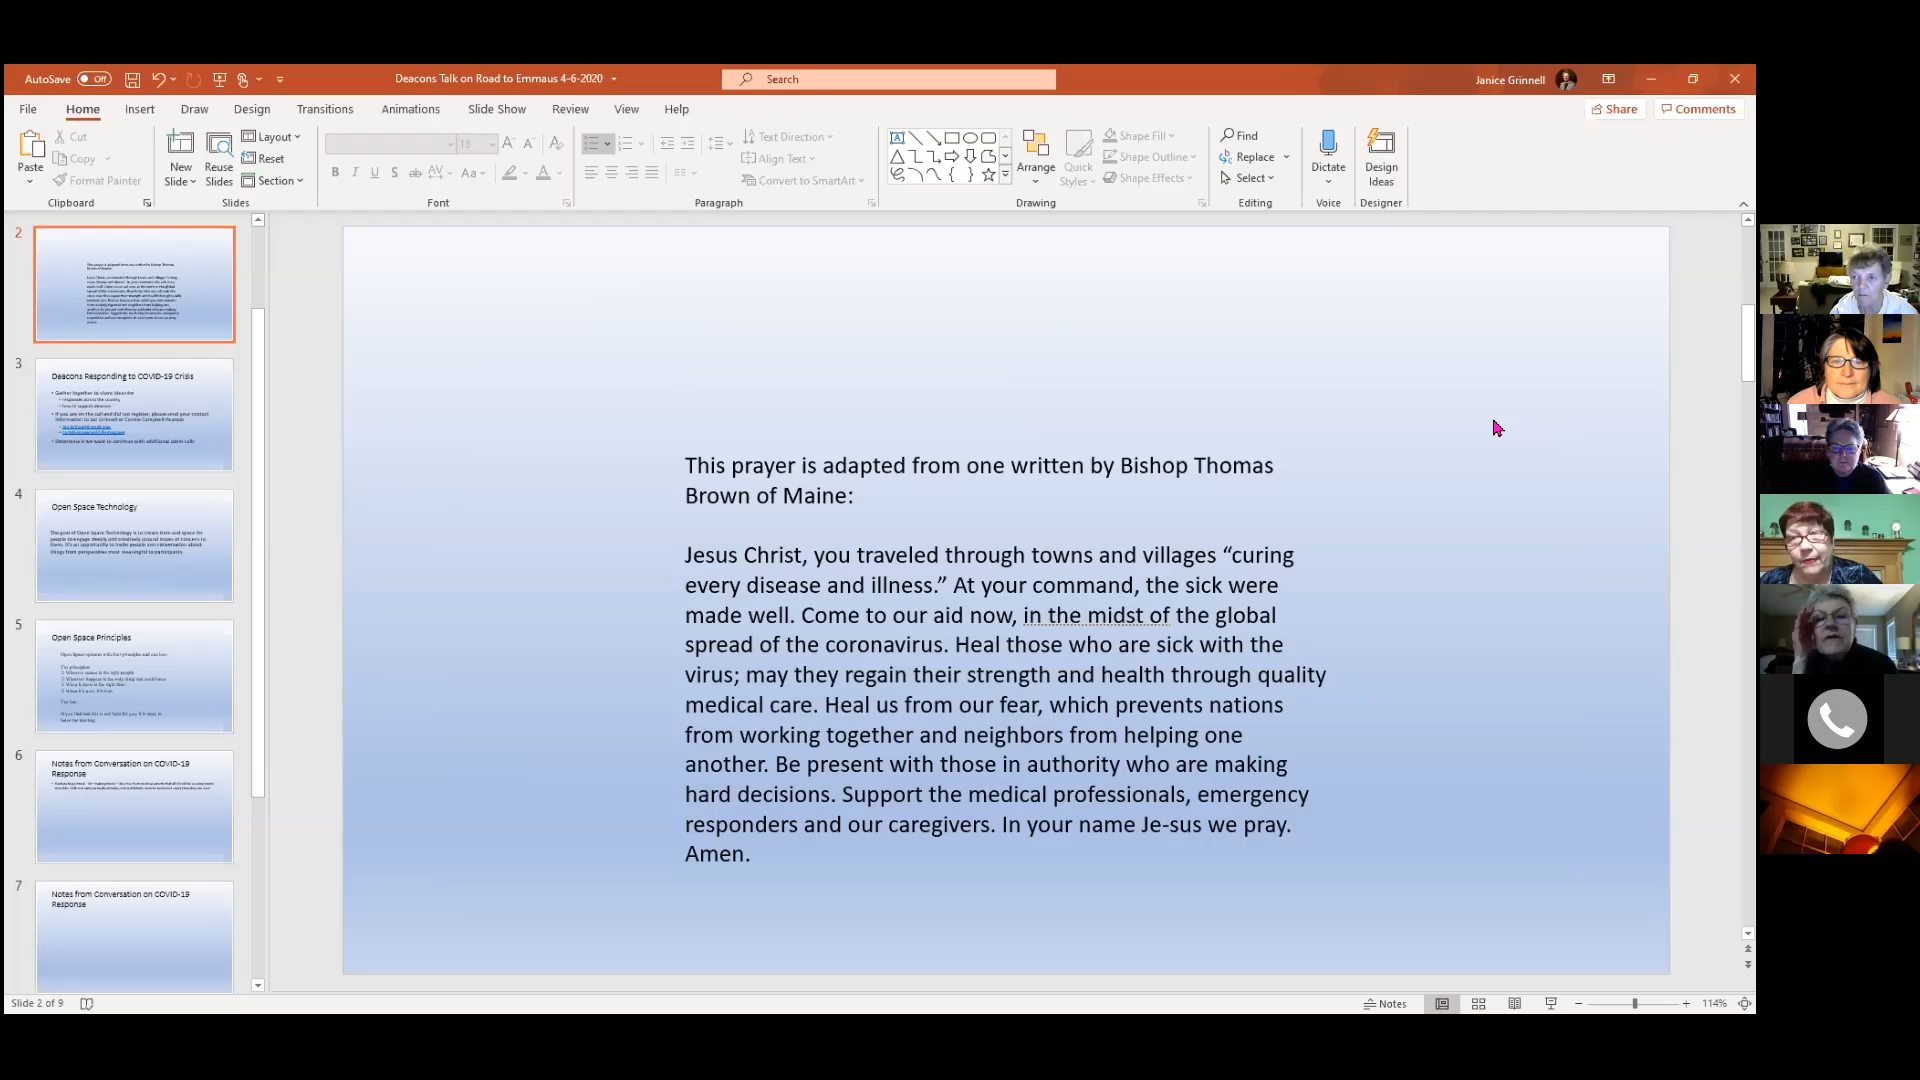 AutoSave Off
Deacons Talk on Road to Emmaus 4-6-2020
Search
Janice Grinnell
File Home Insert Draw Design Transitions Animations Slide Show Review View Help
Share Comments
Paste
Cut
Copy
Format Painter
Clipboard
New Slide
Reuse Slides
Layout
Reset
Section
Slides
18
B I U S ab AV Aa A
Font
Text Direction
Align Text
Convert to SmartArt
Paragraph
Arrange
Quick Styles
Shape Fill
Shape Outline
Shape Effects
Drawing
Find
Replace
Select
Editing
Dictate
Voice
Design Ideas
Designer
2
3
Deacons Responding to COVID-19 Crisis
4
Open Space Technology
5
Open Space Principles
6
Notes from Conversation on COVID-19
Response
7
Notes from Conversation on COVID-19
Response
This prayer is adapted from one written by Bishop Thomas
Brown of Maine:
Jesus Christ, you traveled through towns and villages “curing
every disease and illness.” At your command, the sick were
made well. Come to our aid now, in the midst of the global
spread of the coronavirus. Heal those who are sick with the
virus; may they regain their strength and health through quality
medical care. Heal us from our fear, which prevents nations
from working together and neighbors from helping one
another. Be present with those in authority who are making
hard decisions. Support the medical professionals, emergency
responders and our caregivers. In your name Je-sus we pray.
Amen.
Slide 2 of 9
Notes
114%